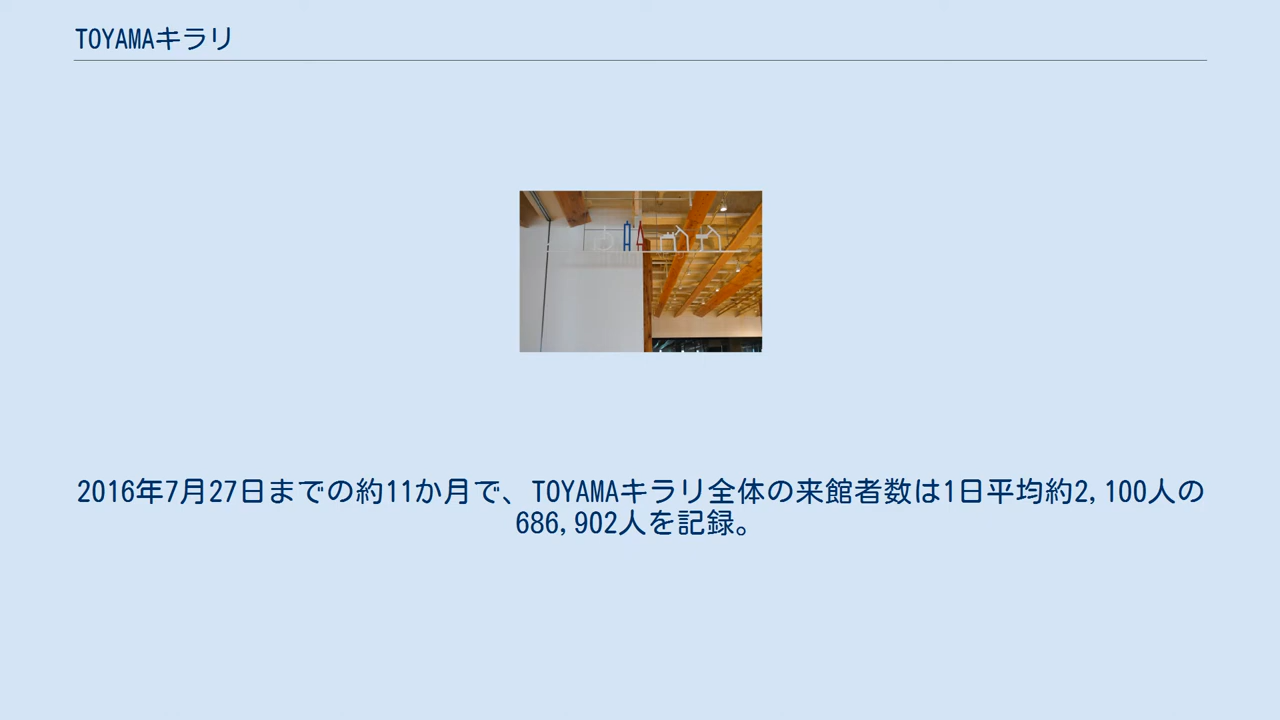 TOYAMAキラリ
2016年7月27日までの約11か月で、TOYAMAキラリ全体の来館者数は1日平均約2,100人の
686,902人を記録。